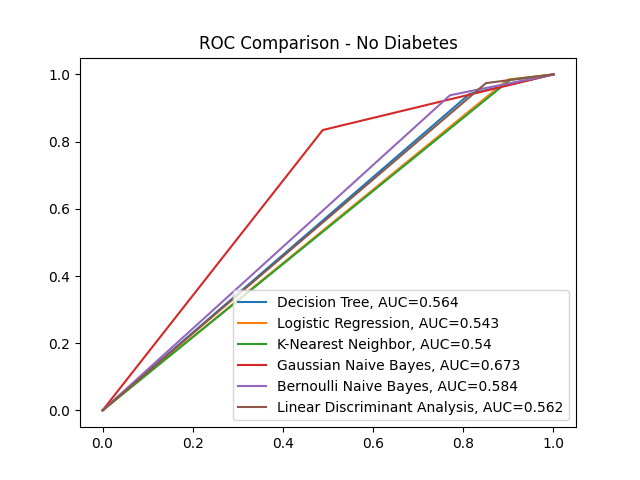 ROC Comparison - No Diabetes
1.0
0.8
0.6
0.4
0.2
0.0
Decision Tree, AUC=0.564
Logistic Regression, AUC=0.543
K-Nearest Neighbor, AUC=0.54
Gaussian Naive Bayes, AUC=0.673
Bernoulli Naive Bayes, AUC=0.584
Linear Discriminant Analysis, AUC=0.562
0.0 0.2 0.4 0.6 0.8 1.0